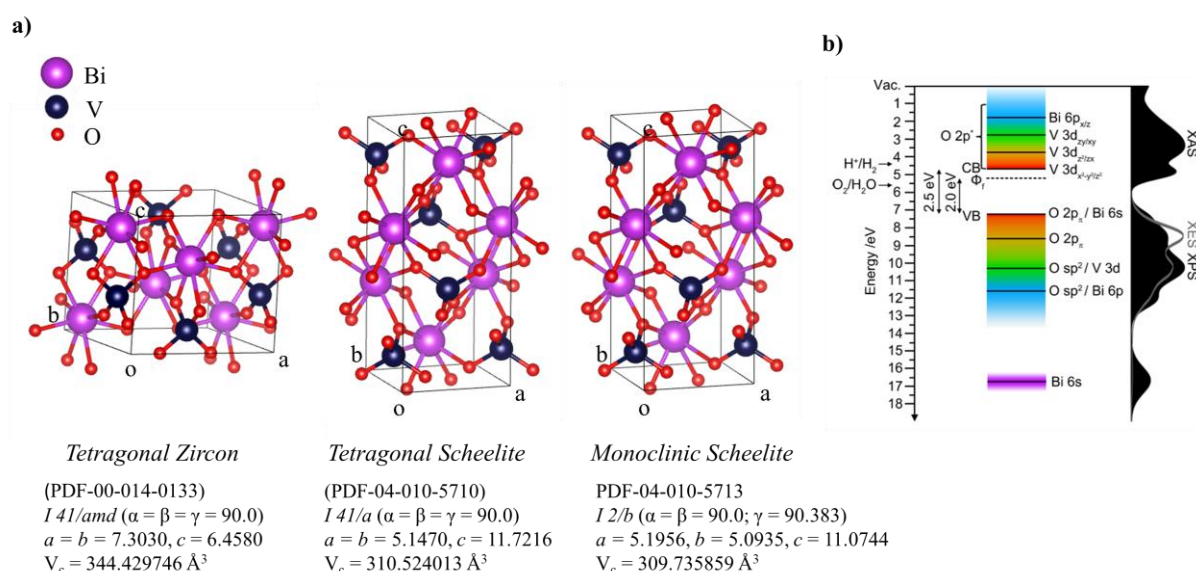 a)
Bi
V
O
c
b
o
a
c
b
o
a
c
b
o
a
Tetragonal Zircon
(PDF-00-014-0133)
I 41/amd (α = β = γ = 90.0)
a = b = 7.3030, c = 6.4580
Vc = 344.429746 Å³
Tetragonal Scheelite
(PDF-04-010-5710)
I 41/a (α = β = γ = 90.0)
a = b = 5.1470, c = 11.7216
Vc = 310.524013 Å³
Monoclinic Scheelite
PDF-04-010-5713
I 2/b (α = β = 90.0; γ = 90.383)
a = 5.1956, b = 5.0935, c = 11.0744
Vc = 309.735859 Å³
b)
Vac.
1
2
3
4
5
6
7
8
9
10
11
12
13
14
15
16
17
18
Energy /eV
H⁺/H₂
O₂/H₂O
2.5 eV
2.0 eV
O 2p*
CB
Φf
VB
Bi 6px/z
V 3dzy/xy
V 3dz²/zx
V 3dx²-y²/z²
O 2pπ / Bi 6s
O 2pπ
O sp² / V 3d
O sp² / Bi 6p
Bi 6s
XAS
XES XPS